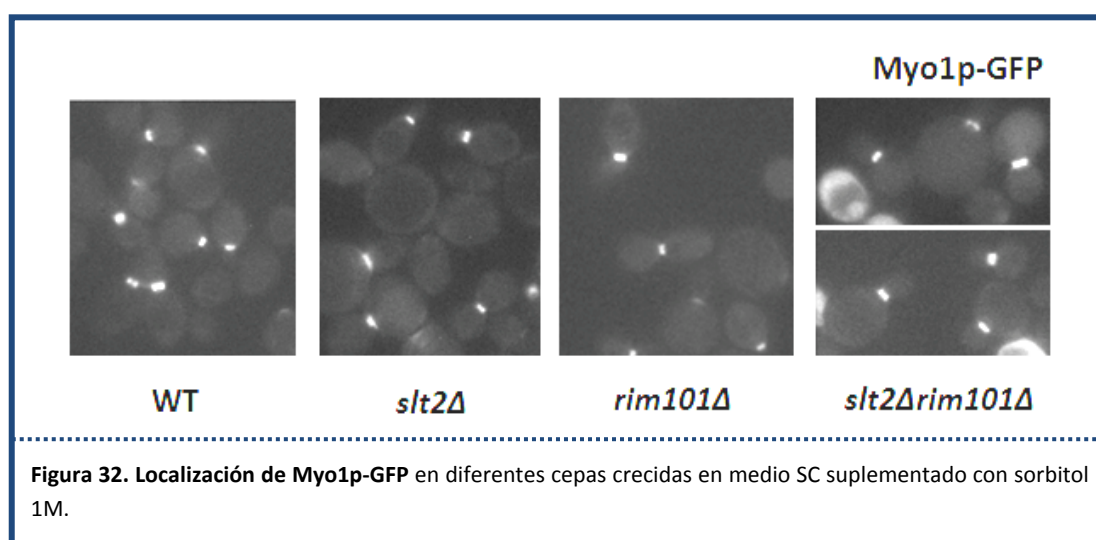 Myo1p-GFP
WT
slt2Δ
rim101Δ
slt2Δrim101Δ
Figura 32. Localización de Myo1p-GFP en diferentes cepas crecidas en medio SC suplementado con sorbitol
1M.